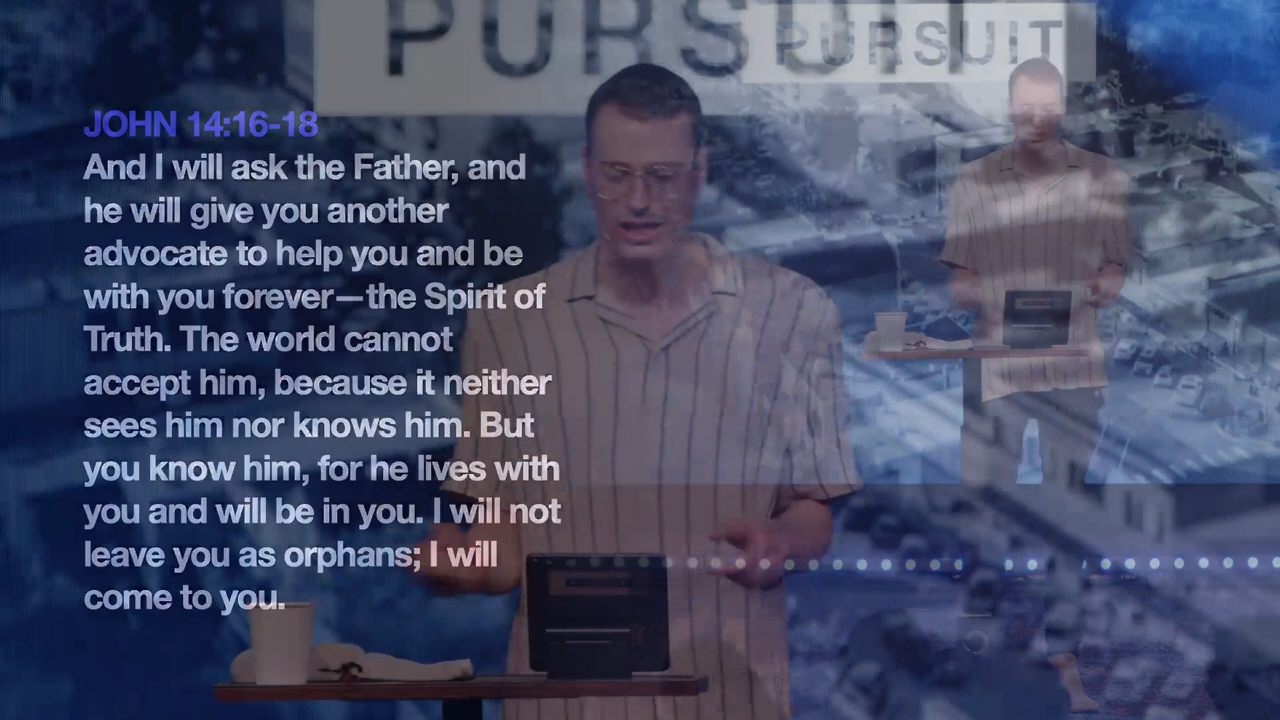 PURSUIT
PURSUIT
JOHN 14:16-18
And I will ask the Father, and
he will give you another
advocate to help you and be
with you forever—the Spirit of
Truth. The world cannot
accept him, because it neither
sees him nor knows him. But
you know him, for he lives with
you and will be in you. I will not
leave you as orphans; I will
come to you.